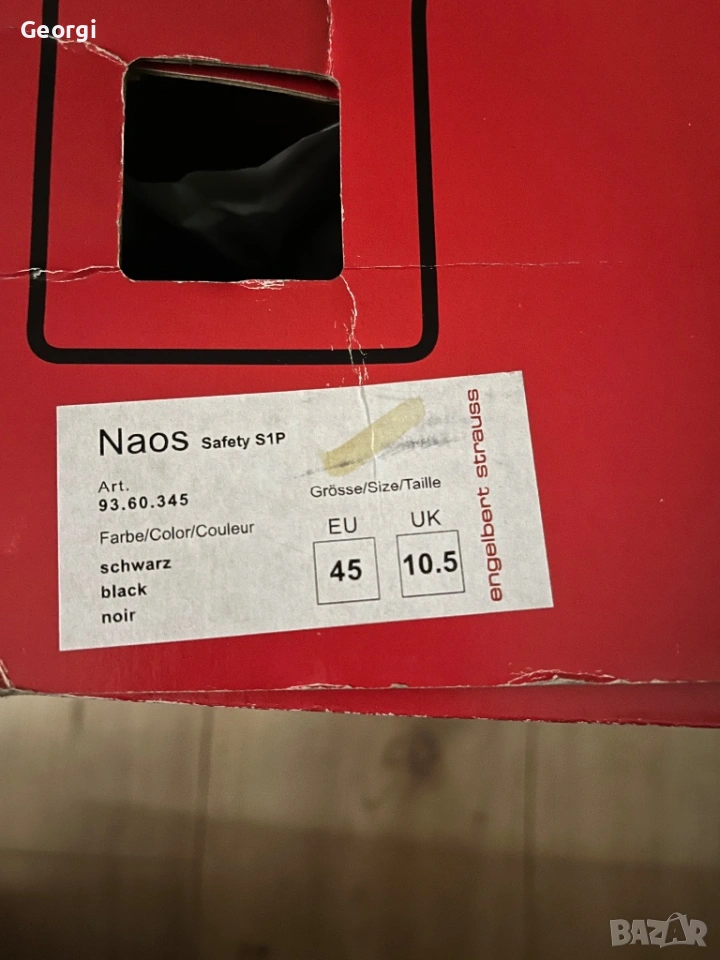 Georgi
Naos Safety S1P
Art.
93.60.345
Farbe/Color/Couleur
schwarz
black
noir
Grösse/Size/Taille
EU UK
45 10.5
engelbert strauss
BAZAR